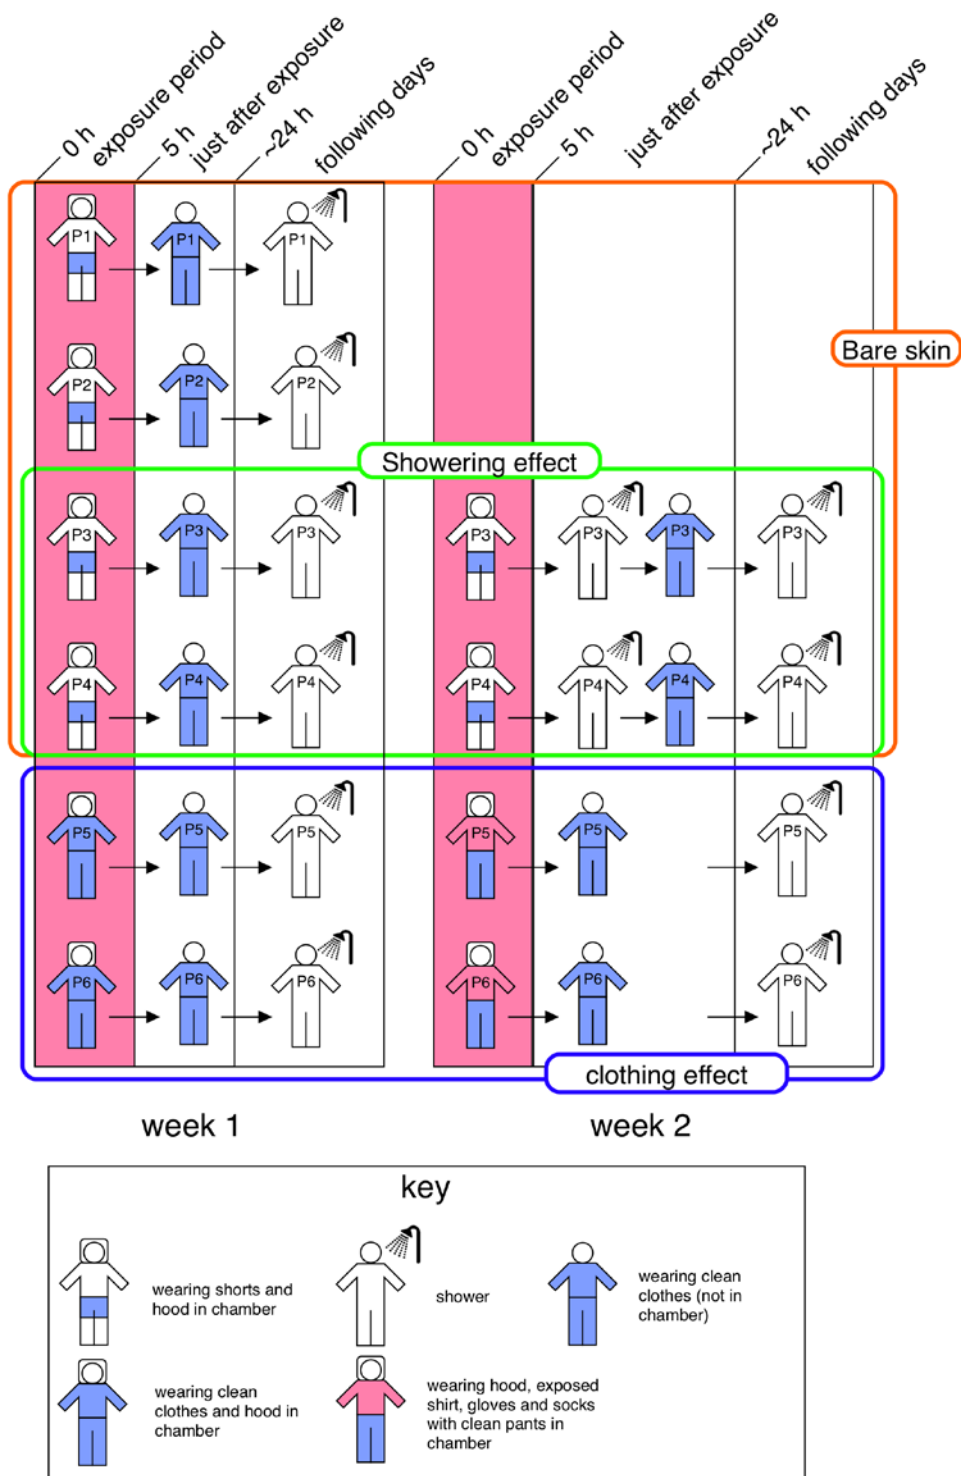 0 h
exposure period
5 h
just after exposure
~24 h
following days
0 h
exposure period
5 h
just after exposure
~24 h
following days
P1
P1
P1
Bare skin
P2
P2
P2
Showering effect
P3
P3
P3
P3
P3
P3
P3
P4
P4
P4
P4
P4
P4
P4
P5
P5
P5
P5
P5
P5
P6
P6
P6
P6
P6
P6
clothing effect
week 1
week 2
key
wearing shorts and
hood in chamber
shower
wearing clean
clothes (not in
chamber)
wearing clean
clothes and hood in
chamber
wearing hood, exposed
shirt, gloves and socks
with clean pants in
chamber